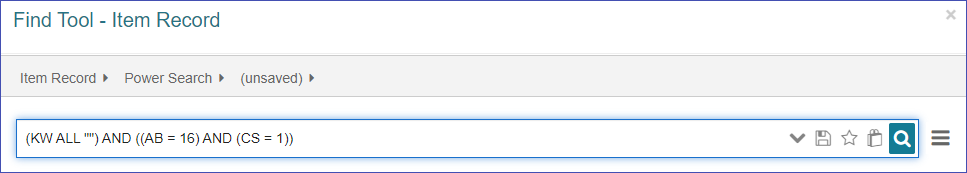 Find Tool - Item Record
Item Record Power Search (unsaved)
(KW ALL "") AND ((AB = 16) AND (CS = 1))